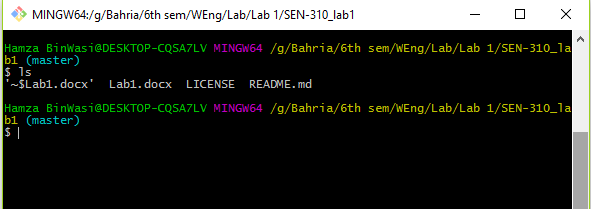 MINGW64:/g/Bahria/6th sem/WEng/Lab/Lab 1/SEN-310_lab1
Hamza BinWasi@DESKTOP-CQSA7LV MINGW64 /g/Bahria/6th sem/WEng/Lab/Lab 1/SEN-310_la
b1 (master)
$ ls
'~$Lab1.docx'  Lab1.docx  LICENSE  README.md
Hamza BinWasi@DESKTOP-CQSA7LV MINGW64 /g/Bahria/6th sem/WEng/Lab/Lab 1/SEN-310_la
b1 (master)
$